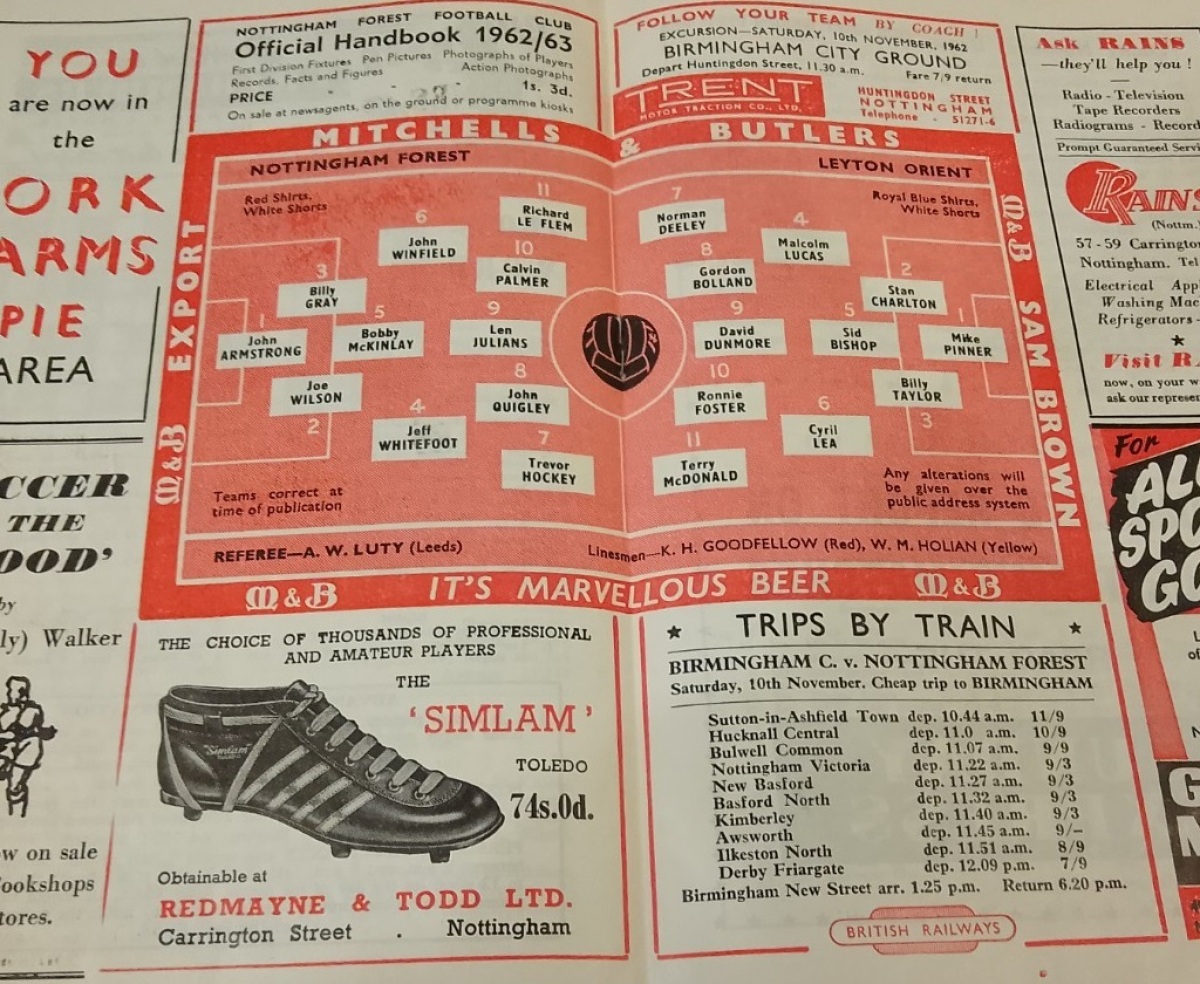 YOU
are now in
the
ORK
ARMS
PIE
AREA
CCER
THE
OOD'
by
ly) Walker
ow on sale
ookshops
tores.
NOTTINGHAM FOREST FOOTBALL CLUB
Official Handbook 1962/63
First Division Fixtures Pen Pictures Photographs of Players
Records, Facts and Figures Action Photographs
PRICE - - - 1s. 3d.
On sale at newsagents, on the ground or programme kiosks
FOLLOW YOUR TEAM BY COACH !
EXCURSION—SATURDAY, 10th NOVEMBER, 1962
BIRMINGHAM CITY GROUND
Depart Huntingdon Street, 11.30 a.m. Fare 7/9 return
TRENT
MOTOR TRACTION CO., LTD.
HUNTINGDON STREET
NOTTINGHAM
Telephone - 51271-6
MITCHELLS & BUTLERS
M&B EXPORT
M&B SAM BROWN
NOTTINGHAM FOREST
LEYTON ORIENT
Red Shirts,
White Shorts
Royal Blue Shirts,
White Shorts
1
John
ARMSTRONG
Joe
WILSON
2
3
Billy
GRAY
4
Jeff
WHITEFOOT
5
Bobby
McKINLAY
6
John
WINFIELD
7
Trevor
HOCKEY
8
John
QUIGLEY
9
Len
JULIANS
10
Calvin
PALMER
11
Richard
LE FLEM
7
Norman
DEELEY
8
Gordon
BOLLAND
9
David
DUNMORE
10
Ronnie
FOSTER
11
Terry
McDONALD
4
Malcolm
LUCAS
5
Sid
BISHOP
6
Cyril
LEA
2
Stan
CHARLTON
Billy
TAYLOR
3
1
Mike
PINNER
Teams correct at
time of publication
Any alterations will
be given over the
public address system
REFEREE—A. W. LUTY (Leeds)
Linesmen—K. H. GOODFELLOW (Red), W. M. HOLIAN (Yellow)
M&B IT'S MARVELLOUS BEER M&B
THE CHOICE OF THOUSANDS OF PROFESSIONAL
AND AMATEUR PLAYERS
THE
'SIMLAM'
TOLEDO
74s.0d.
Simlam
Obtainable at
REDMAYNE & TODD LTD.
Carrington Street . Nottingham
★ TRIPS BY TRAIN ★
BIRMINGHAM C. v. NOTTINGHAM FOREST
Saturday, 10th November. Cheap trip to BIRMINGHAM
Sutton-in-Ashfield Town dep. 10.44 a.m. 11/9
Hucknall Central dep. 11.0 a.m. 10/9
Bulwell Common dep. 11.07 a.m. 9/9
Nottingham Victoria dep. 11.22 a.m. 9/3
New Basford dep. 11.27 a.m. 9/3
Basford North dep. 11.32 a.m. 9/3
Kimberley dep. 11.40 a.m. 9/3
Awsworth dep. 11.45 a.m. 9/–
Ilkeston North dep. 11.51 a.m. 8/9
Derby Friargate dep. 12.09 p.m. 7/9
Birmingham New Street arr. 1.25 p.m. Return 6.20 p.m.
BRITISH RAILWAYS
Ask RAINS
—they'll help you !
Radio - Television
Tape Recorders
Radiograms - Record
Prompt Guaranteed Servi
RAINS
(Nottm.
57-59 Carrington
Nottingham. Tel
Electrical App
Washing Mac
Refrigerators -
★
Visit R
now, on your w
ask our represen
For
ALL
SPO
GO